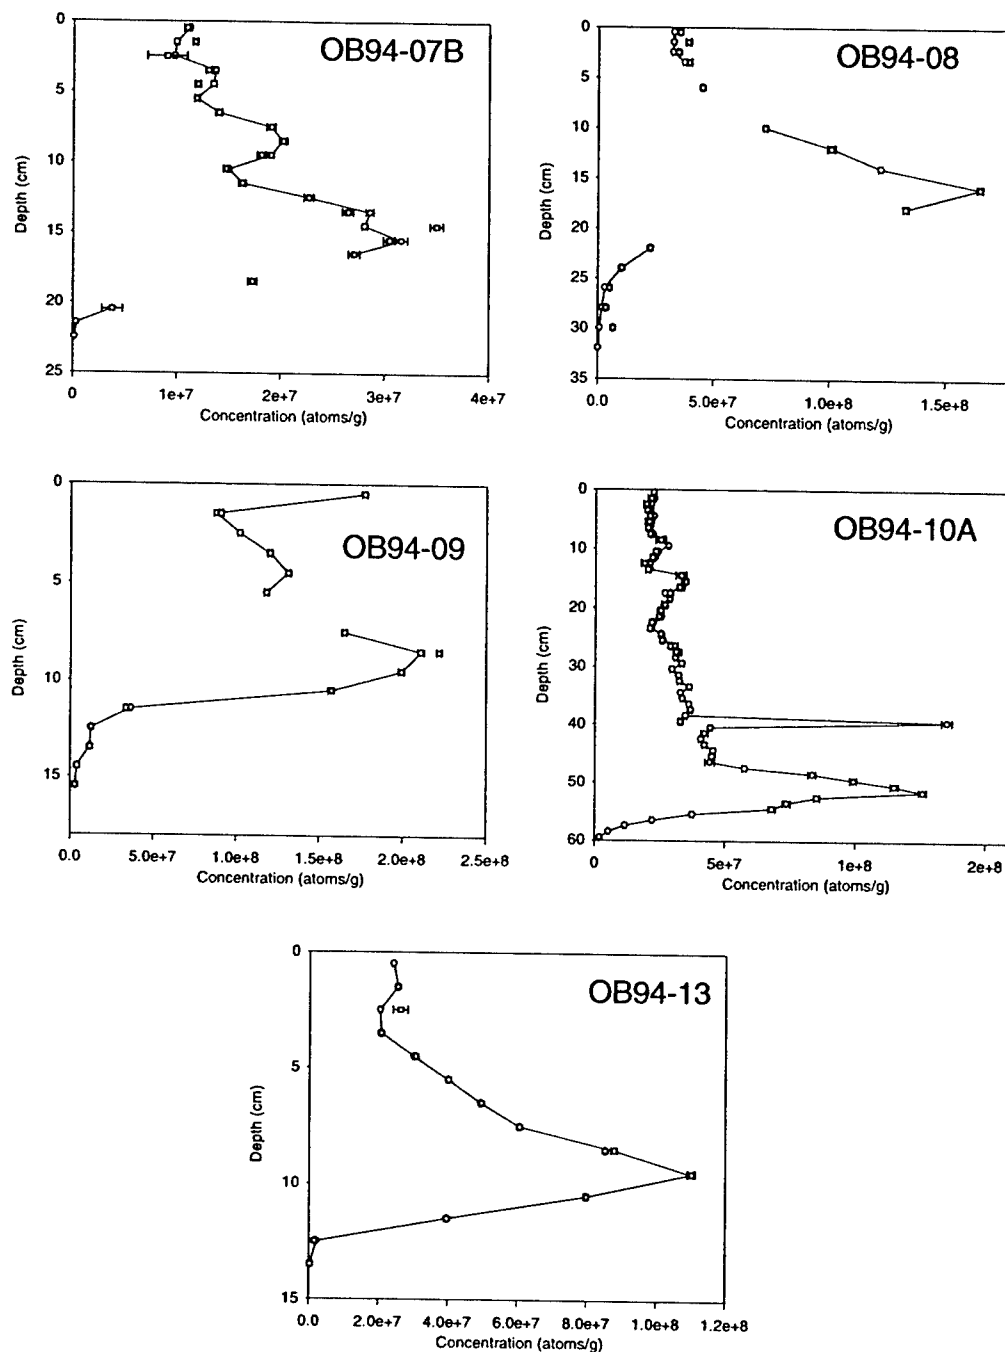 OB94-07B
0
5
10
15
20
25
Depth (cm)
0
1e+7
2e+7
3e+7
4e+7
Concentration (atoms/g)
OB94-08
0
5
10
15
20
25
30
35
Depth (cm)
0.0
5.0e+7
1.0e+8
1.5e+8
Concentration (atoms/g)
OB94-09
0
5
10
15
Depth (cm)
0.0
5.0e+7
1.0e+8
1.5e+8
2.0e+8
2.5e+8
Concentration (atoms/g)
OB94-10A
0
10
20
30
40
50
60
Depth (cm)
0
5e+7
1e+8
2e+8
Concentration (atoms/g)
OB94-13
0
5
10
15
Depth (cm)
0.0
2.0e+7
4.0e+7
6.0e+7
8.0e+7
1.0e+8
1.2e+8
Concentration (atoms/g)